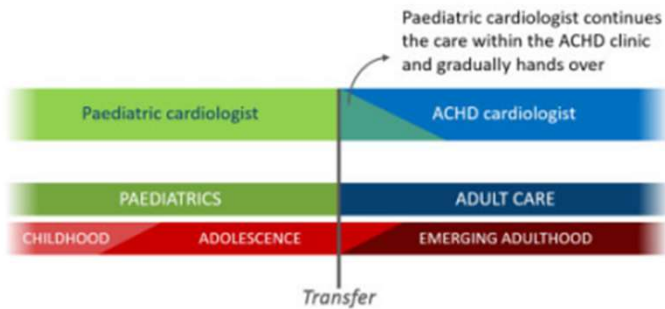 Paediatric cardiologist continues
the care within the ACHD clinic
and gradually hands over
Paediatric cardiologist
ACHD cardiologist
PAEDIATRICS
ADULT CARE
CHILDHOOD
ADOLESCENCE
EMERGING ADULTHOOD
Transfer